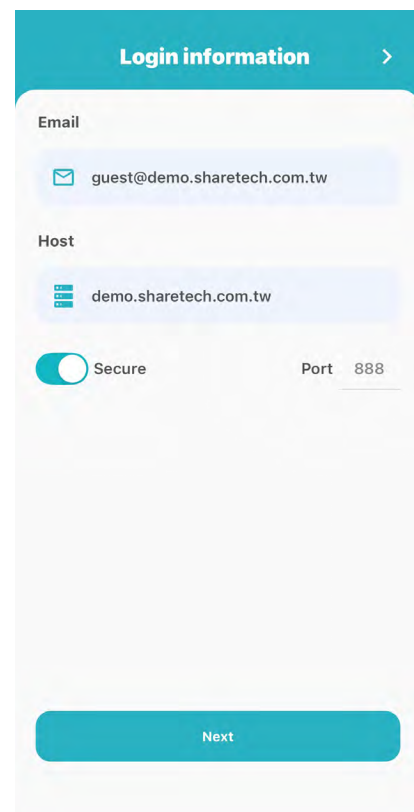 Login information
Email
guest@demo.sharetech.com.tw
Host
demo.sharetech.com.tw
Secure Port 888
Next